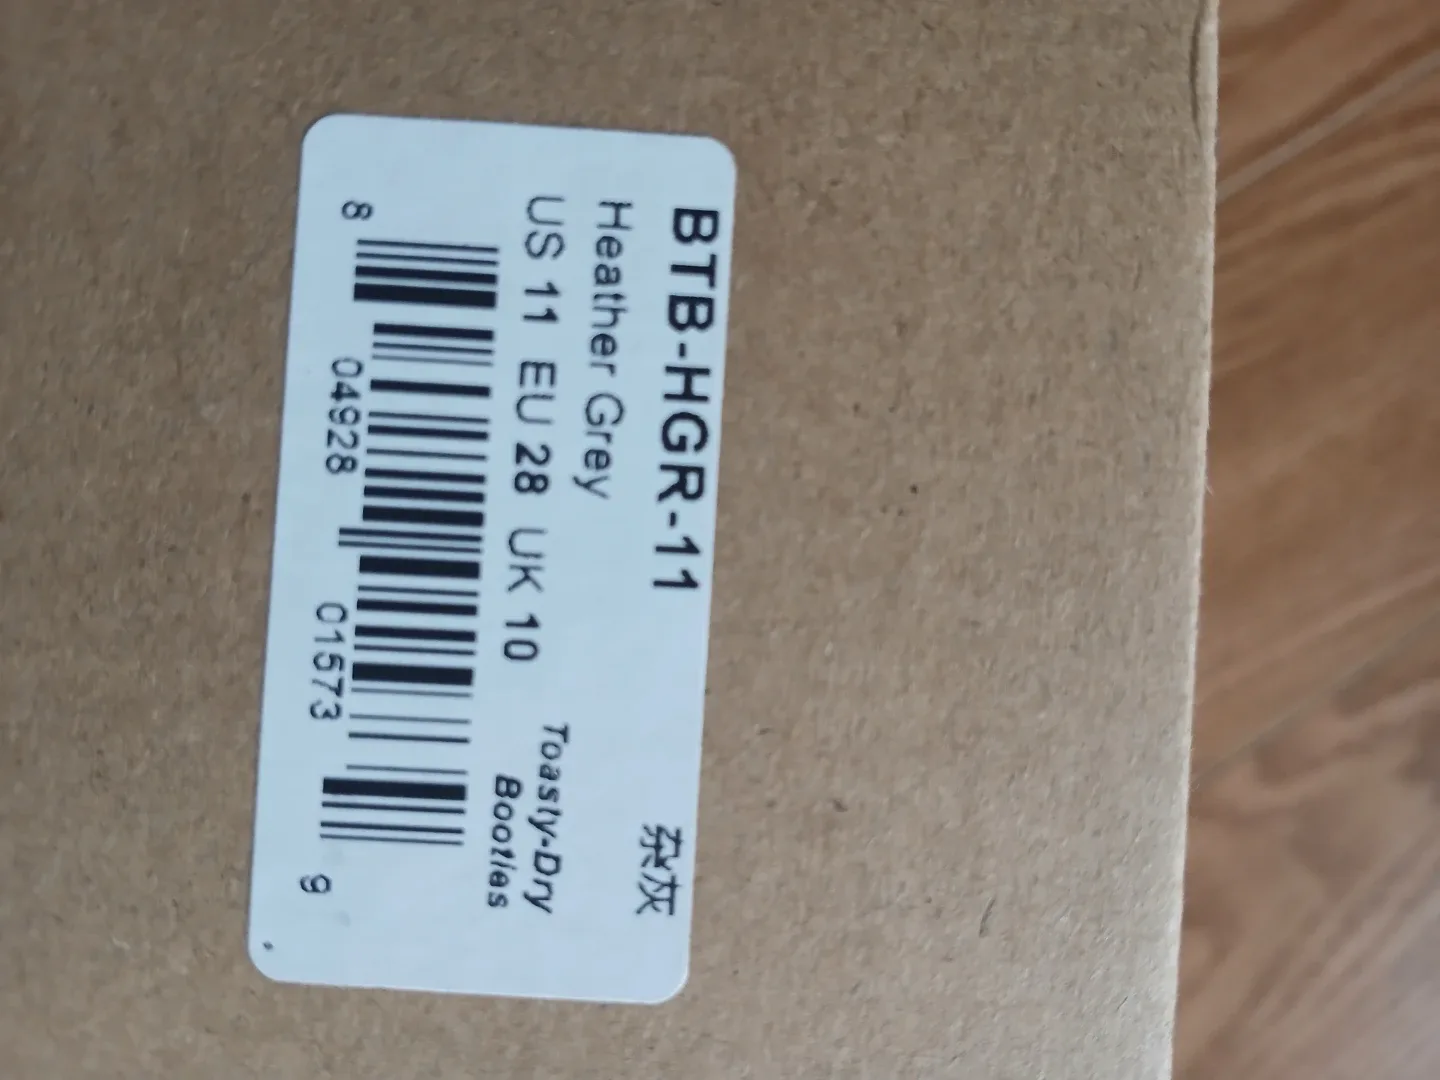 BTB-HGR-11
Heather Grey 杂灰
US 11 EU 28 UK 10
Toasty-Dry
Booties
8 04928 01573 9